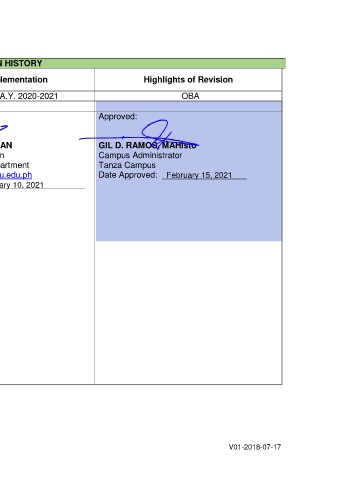 N HISTORY
lementation
Highlights of Revision
A.Y. 2020-2021
OBA
Approved:
AN
GIL D. RAMOS, MAHisto
n
Campus Administrator
artment
Tanza Campus
u.edu.ph
Date Approved: February 15, 2021
ary 10, 2021
V01-2018-07-17